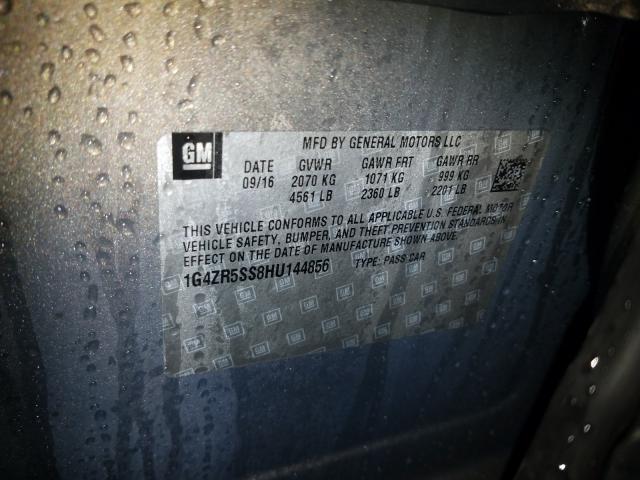 GM
MFD BY GENERAL MOTORS LLC
DATE GVWR GAWR FRT GAWR RR
09/16 2070 KG 1071 KG 999 KG
4561 LB 2360 LB 2201 LB
THIS VEHICLE CONFORMS TO ALL APPLICABLE U.S. FEDERAL MOTOR
VEHICLE SAFETY, BUMPER, AND THEFT PREVENTION STANDARDS IN
EFFECT ON THE DATE OF MANUFACTURE SHOWN ABOVE.
1G4ZR5SS8HU144856 TYPE: PASS CAR